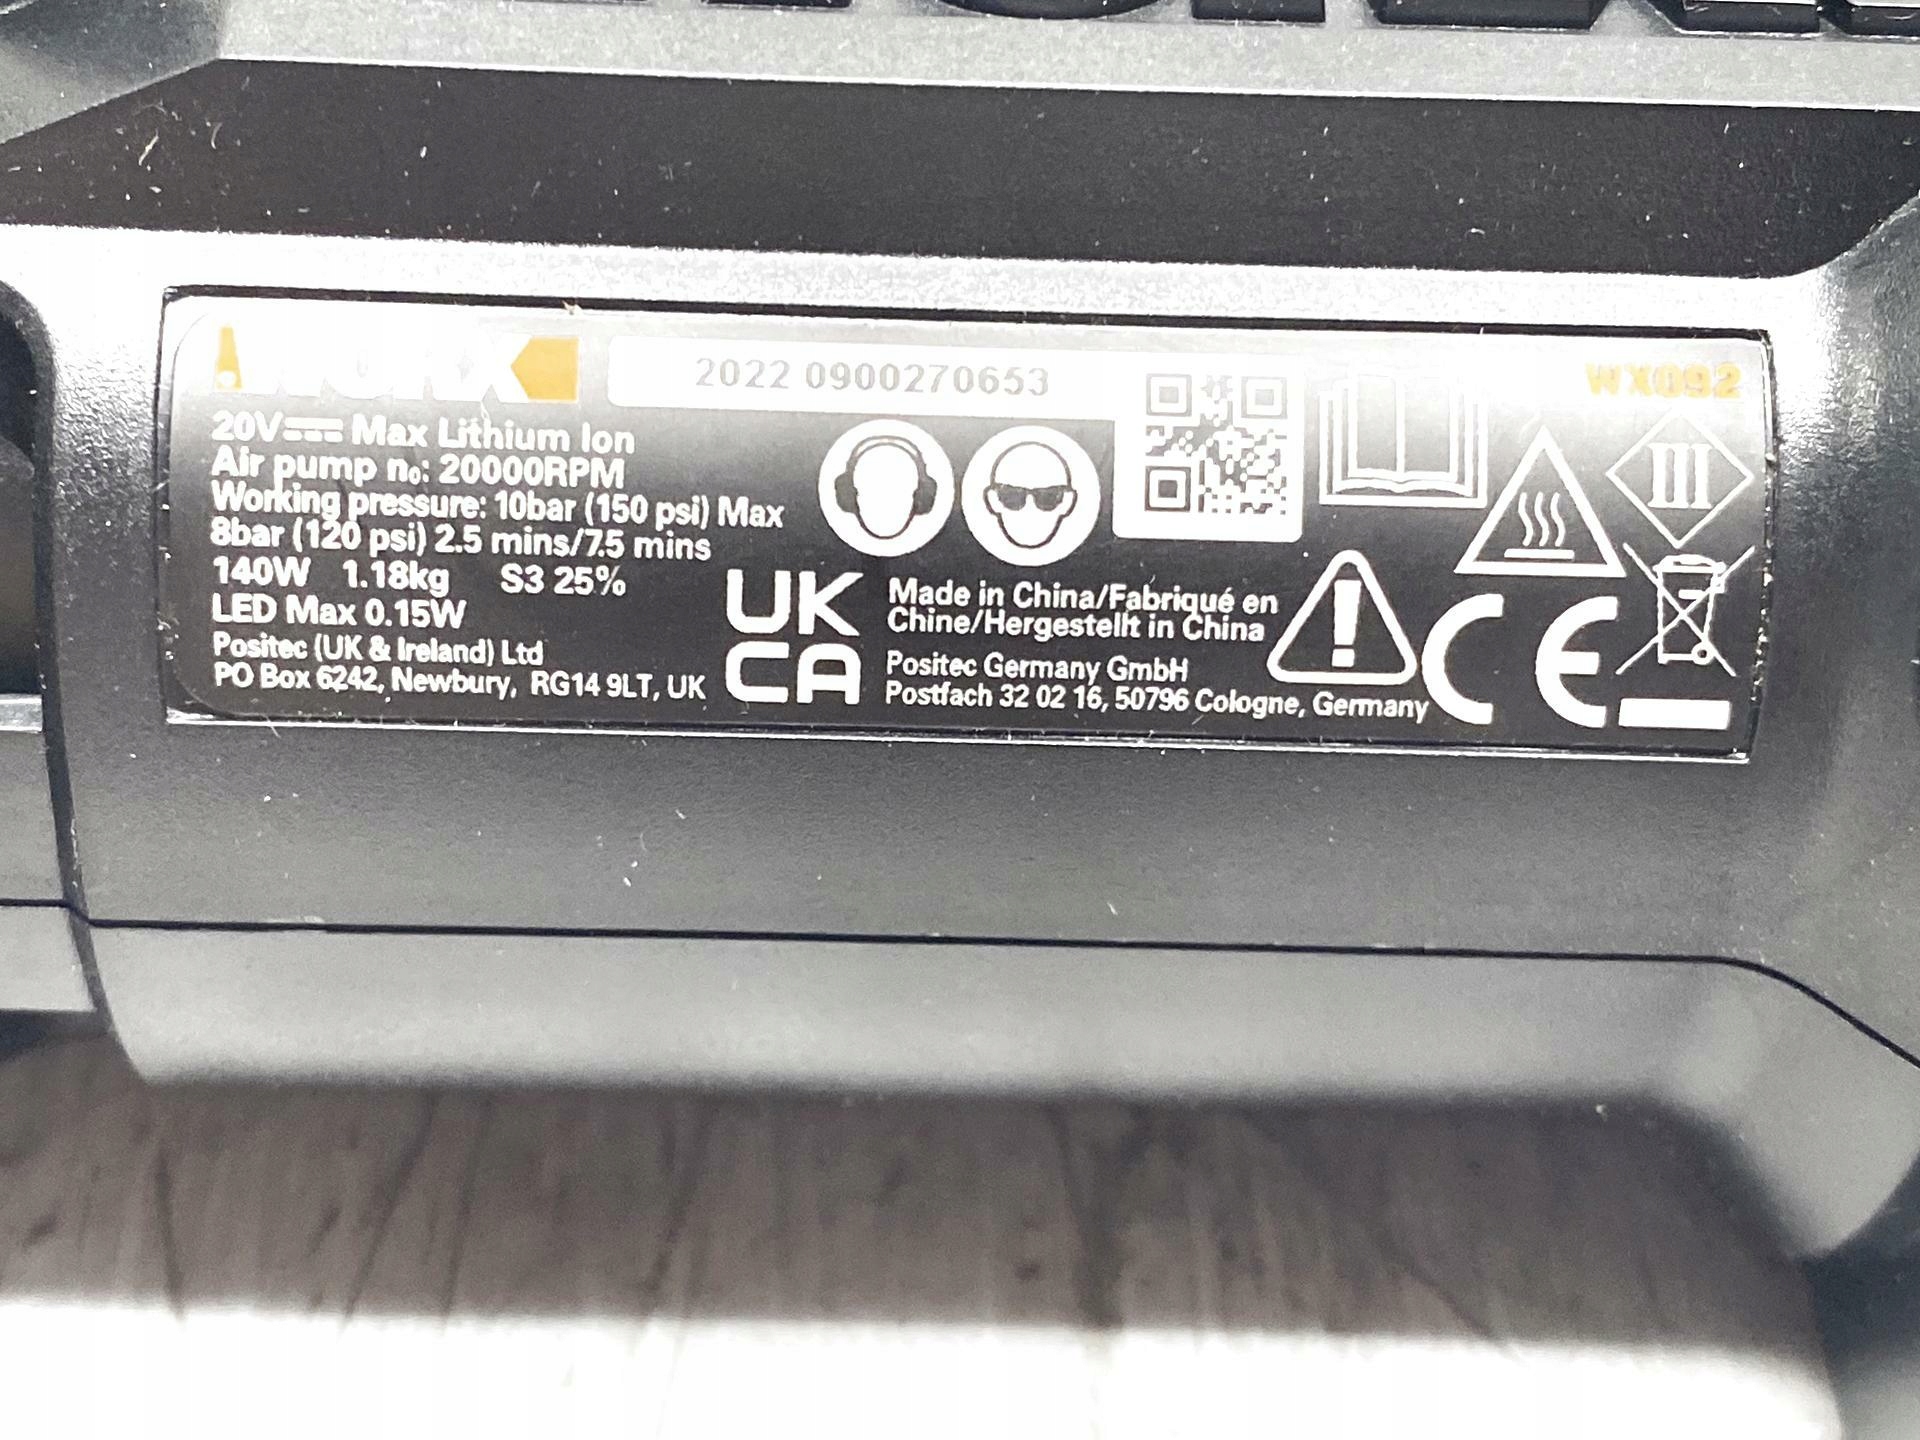 WORX
2022 0900270653
WX092
20V Max Lithium Ion
Air pump n₀: 20000RPM
Working pressure: 10bar (150 psi) Max
8bar (120 psi) 2.5 mins/7.5 mins
140W 1.18kg S3 25%
LED Max 0.15W
Positec (UK & Ireland) Ltd
PO Box 6242, Newbury, RG14 9LT, UK
UK
CA
Made in China/Fabriqué en
Chine/Hergestellt in China
Positec Germany GmbH
Postfach 32 02 16, 50796 Cologne, Germany
III
CE